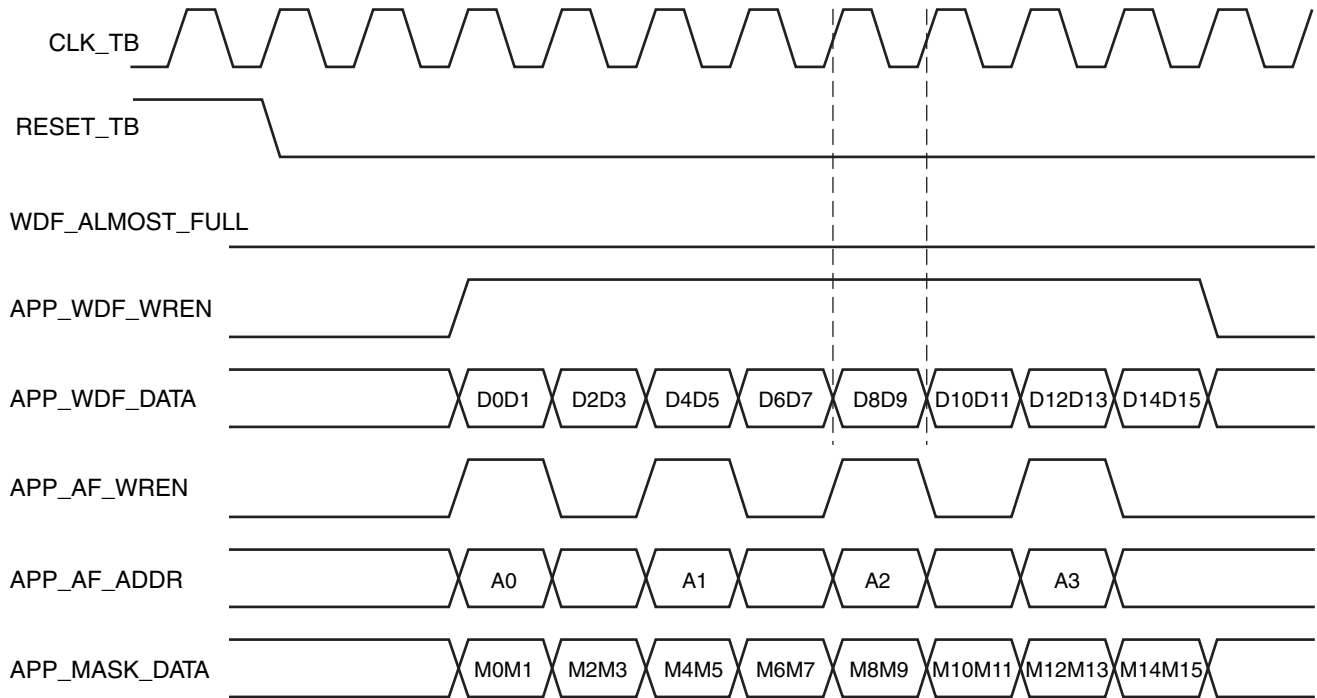 CLK_TB
RESET_TB
WDF_ALMOST_FULL
APP_WDF_WREN
APP_WDF_DATA D0D1 D2D3 D4D5 D6D7 D8D9 D10D11 D12D13 D14D15
APP_AF_WREN
APP_AF_ADDR A0 A1 A2 A3
APP_MASK_DATA M0M1 M2M3 M4M5 M6M7 M8M9 M10M11 M12M13 M14M15